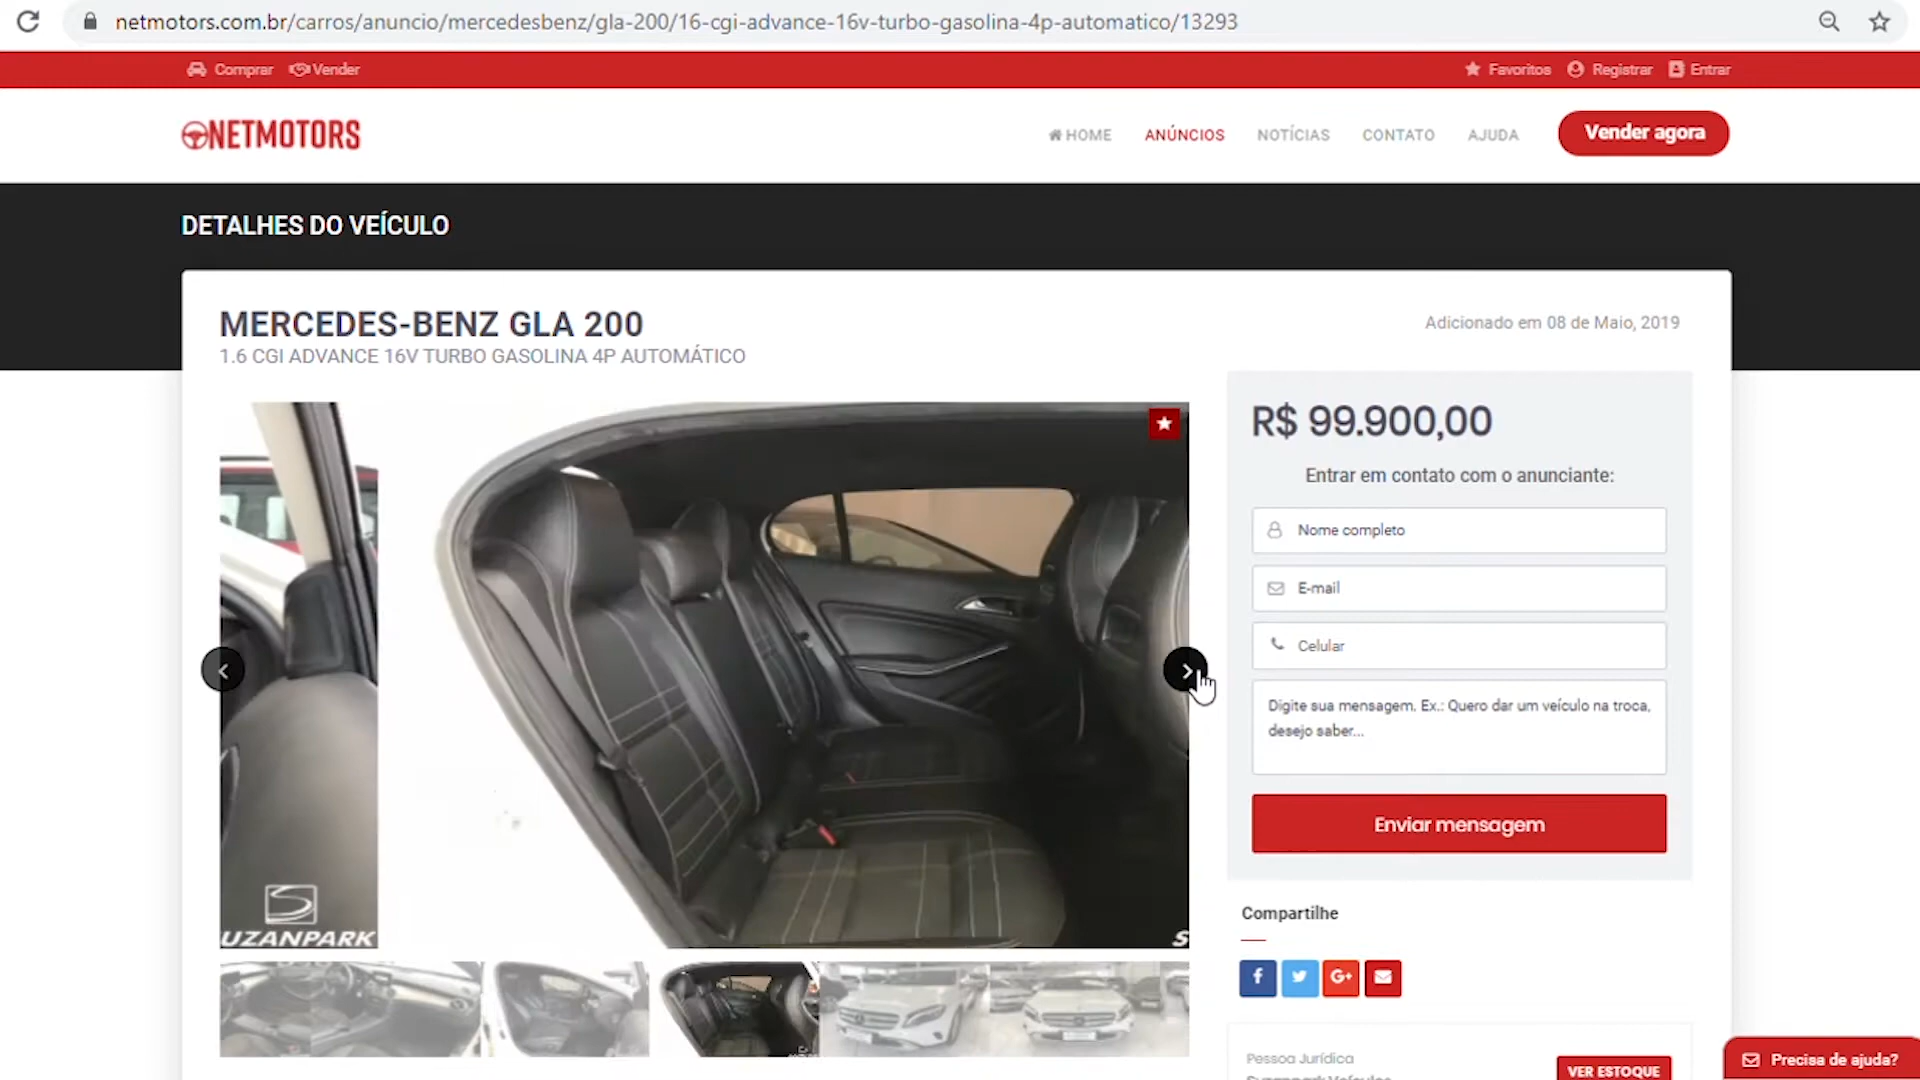 netmotors.com.br/carros/anuncio/mercedesbenz/gla-200/16-cgi-advance-16v-turbo-gasolina-4p-automatico/13293
Comprar Vender Favoritos Registrar Entrar
NETMOTORS HOME ANÚNCIOS NOTÍCIAS CONTATO AJUDA Vender agora
DETALHES DO VEÍCULO
MERCEDES-BENZ GLA 200
1.6 CGI ADVANCE 16V TURBO GASOLINA 4P AUTOMÁTICO
Adicionado em 08 de Maio, 2019
R$ 99.900,00
Entrar em contato com o anunciante:
Nome completo
E-mail
Celular
Digite sua mensagem. Ex.: Quero dar um veículo na troca,
desejo saber...
Enviar mensagem
UZANPARK
S
Compartilhe
Pessoa Jurídica
VER ESTOQUE
Precisa de ajuda?